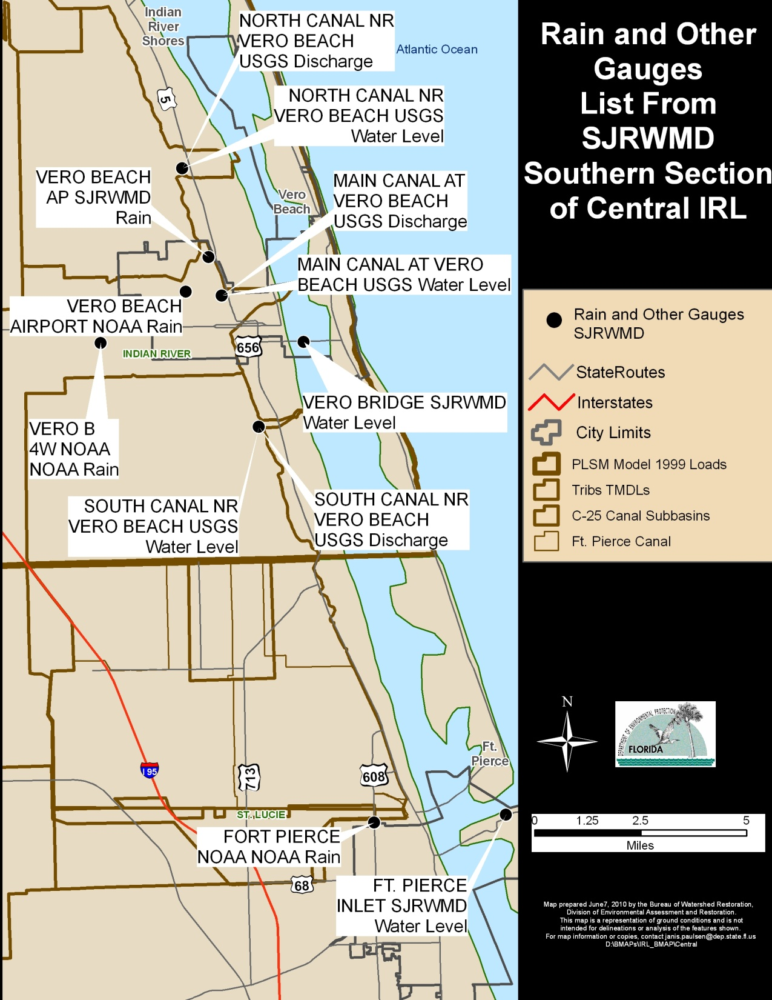 Rain and Other
Gauges
List From
SJRWMD
Southern Section
of Central IRL
Indian
River
Shores
NORTH CANAL NR
VERO BEACH
USGS Discharge
Atlantic Ocean
5
NORTH CANAL NR
VERO BEACH USGS
Water Level
VERO BEACH
AP SJRWMD
Rain
Vero
Beach
MAIN CANAL AT
VERO BEACH
USGS Discharge
MAIN CANAL AT VERO
BEACH USGS Water Level
VERO BEACH
AIRPORT NOAA Rain
INDIAN RIVER
656
VERO BRIDGE SJRWMD
Water Level
VERO B
4W NOAA
NOAA Rain
SOUTH CANAL NR
VERO BEACH USGS
Water Level
SOUTH CANAL NR
VERO BEACH
USGS Discharge
Ft.
Pierce
I 95
713
608
ST. LUCIE
FORT PIERCE
NOAA NOAA Rain
68
FT. PIERCE
INLET SJRWMD
Water Level
Rain and Other Gauges
SJRWMD
StateRoutes
Interstates
City Limits
PLSM Model 1999 Loads
Tribs TMDLs
C-25 Canal Subbasins
Ft. Pierce Canal
N
DEPARTMENT OF ENVIRONMENTAL PROTECTION
FLORIDA
0 1.25 2.5 5
Miles
Map prepared June7, 2010 by the Bureau of Watershed Restoration,
Division of Environmental Assessment and Restoration.
This map is a representation of ground conditions and is not
intended for delineations or analysis of the features shown.
For map information or copies, contact janis.paulsen@dep.state.fl.us
D:\BMAPs\IRL_BMAP\Central